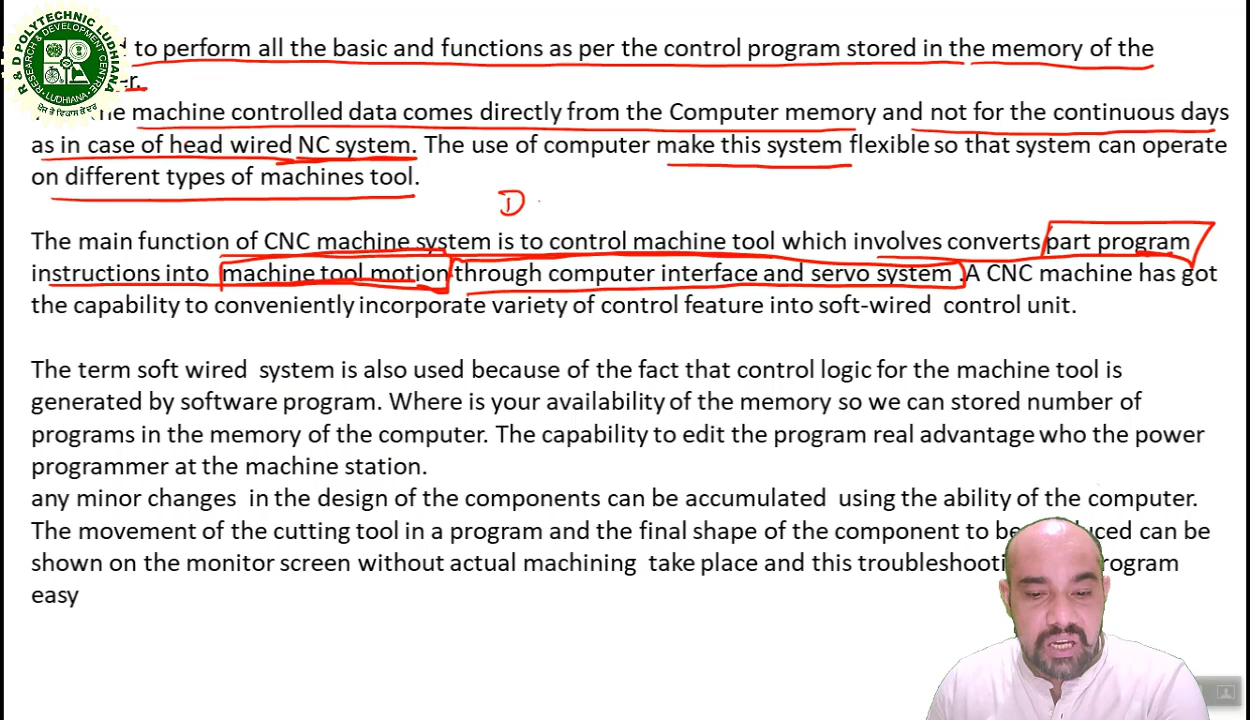 R & D POLYTECHNIC LUDHIANA
RESEARCH & DEVELOPMENT CENTRE
LUDHIANA
to perform all the basic and functions as per the control program stored in the memory of the
machine controlled data comes directly from the Computer memory and not for the continuous days
as in case of head wired NC system. The use of computer make this system flexible so that system can operate
on different types of machines tool.
D
The main function of CNC machine system is to control machine tool which involves converts part program
instructions into machine tool motion through computer interface and servo system .A CNC machine has got
the capability to conveniently incorporate variety of control feature into soft-wired control unit.
The term soft wired system is also used because of the fact that control logic for the machine tool is
generated by software program. Where is your availability of the memory so we can stored number of
programs in the memory of the computer. The capability to edit the program real advantage who the power
programmer at the machine station.
any minor changes in the design of the components can be accumulated using the ability of the computer.
The movement of the cutting tool in a program and the final shape of the component to be can be
shown on the monitor screen without actual machining take place and this
easy